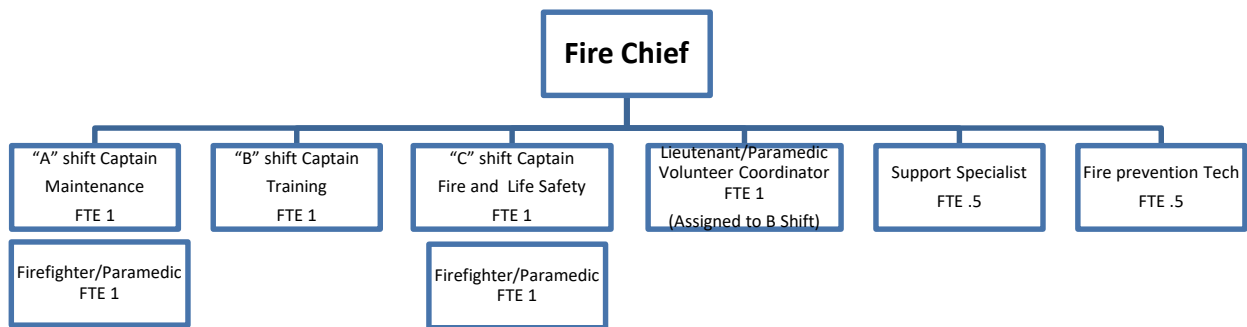 Fire Chief
“A” shift Captain
Maintenance
FTE 1
“B” shift Captain
Training
FTE 1
“C” shift Captain
Fire and Life Safety
FTE 1
Lieutenant/Paramedic
Volunteer Coordinator
FTE 1
(Assigned to B Shift)
Support Specialist
FTE .5
Fire prevention Tech
FTE .5
Firefighter/Paramedic
FTE 1
Firefighter/Paramedic
FTE 1